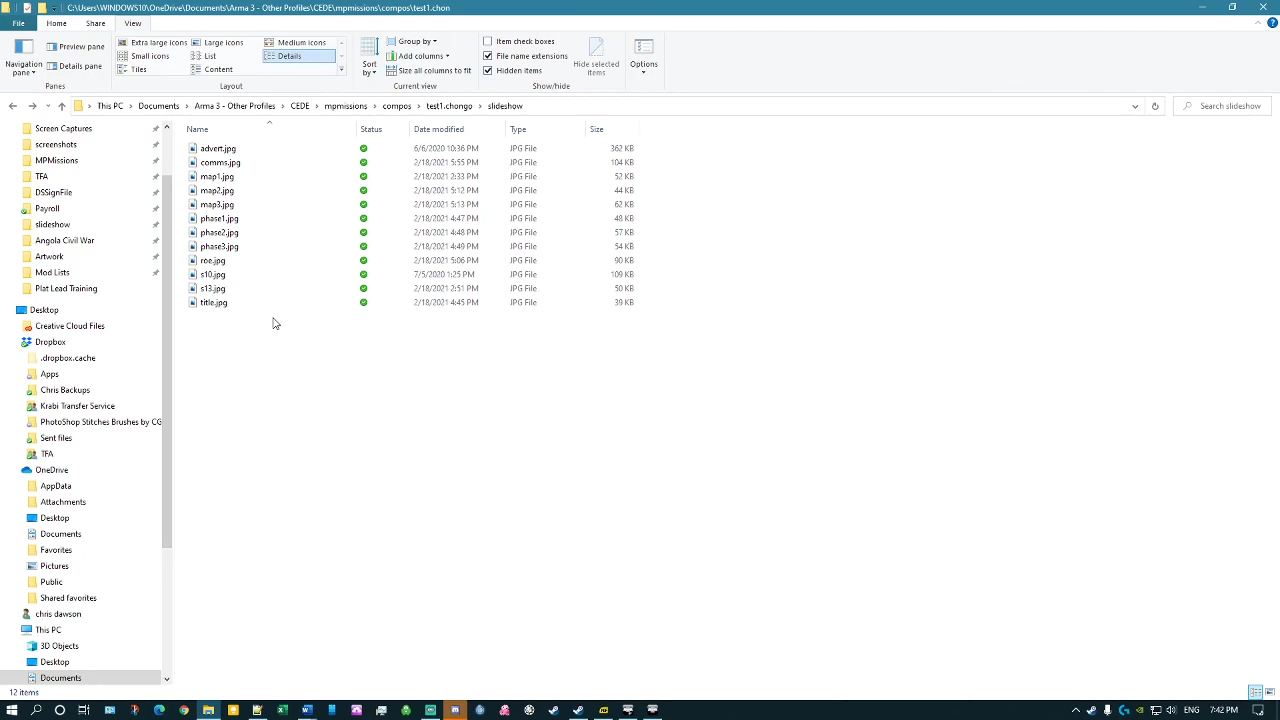 C:\Users\WINDOWS10\OneDrive\Documents\Arma 3 - Other Profiles\CEDE\mpmissions\compos\test1.chon
File Home Share View
Navigation pane
Preview pane
Details pane
Panes
Extra large icons Large icons Medium icons
Small icons List Details
Tiles Content
Layout
Sort by
Group by
Add columns
Size all columns to fit
Current view
Item check boxes
File name extensions
Hidden items
Hide selected items
Show/hide
Options
This PC > Documents > Arma 3 - Other Profiles > CEDE > mpmissions > compos > test1.chongo > slideshow
Search slideshow
Screen Captures
screenshots
MPMissions
TFA
DSSignFile
Payroll
slideshow
Angola Civil War
Artwork
Mod Lists
Plat Lead Training
Desktop
Creative Cloud Files
Dropbox
.dropbox.cache
Apps
Chris Backups
Krabi Transfer Service
PhotoShop Stitches Brushes by CG
Sent files
TFA
OneDrive
AppData
Attachments
Desktop
Documents
Favorites
Pictures
Public
Shared favorites
chris dawson
This PC
3D Objects
Desktop
Documents
Name Status Date modified Type Size
advert.jpg 6/6/2020 10:36 PM JPG File 362 KB
comms.jpg 2/18/2021 5:55 PM JPG File 104 KB
map1.jpg 2/18/2021 2:33 PM JPG File 52 KB
map2.jpg 2/18/2021 5:12 PM JPG File 44 KB
map3.jpg 2/18/2021 5:13 PM JPG File 62 KB
phase1.jpg 2/18/2021 4:47 PM JPG File 48 KB
phase2.jpg 2/18/2021 4:48 PM JPG File 57 KB
phase3.jpg 2/18/2021 4:49 PM JPG File 54 KB
roe.jpg 2/18/2021 5:06 PM JPG File 90 KB
s10.jpg 7/5/2020 1:25 PM JPG File 109 KB
s13.jpg 2/18/2021 2:51 PM JPG File 50 KB
title.jpg 2/18/2021 4:45 PM JPG File 39 KB
12 items
7:42 PM